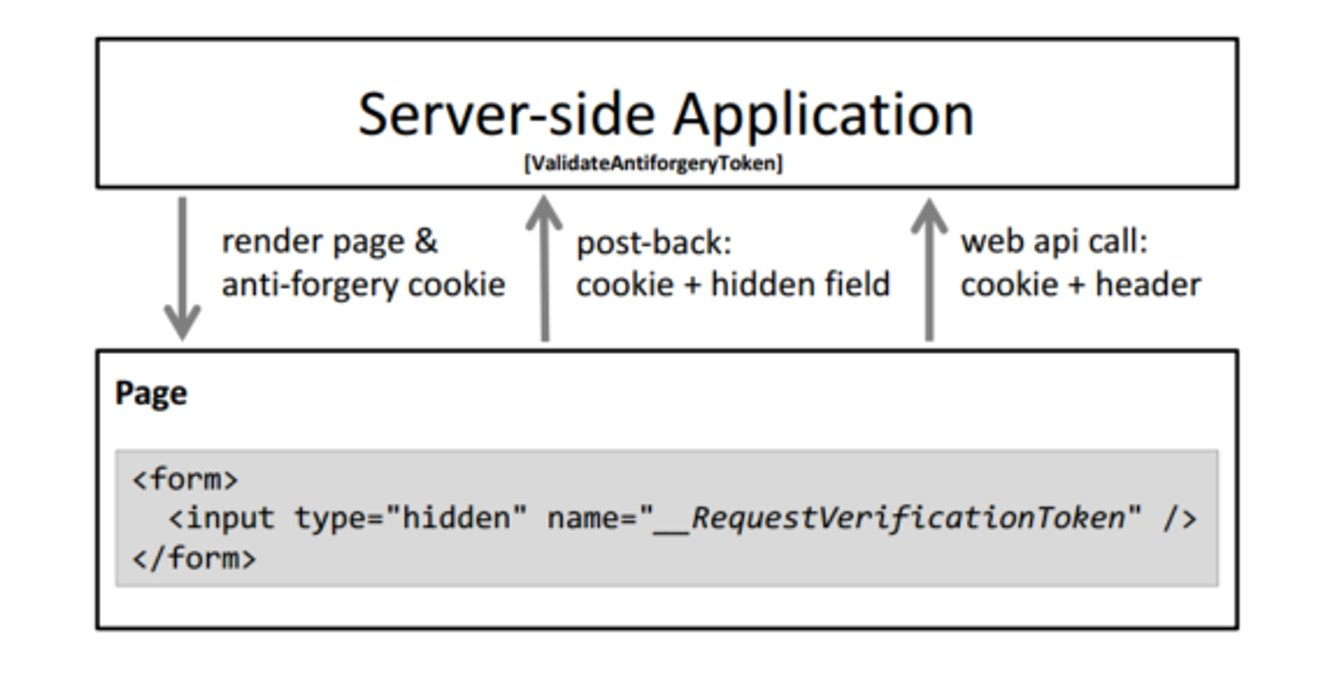 Server-side Application
[ValidateAntiforgeryToken]
render page &
anti-forgery cookie
post-back:
cookie + hidden field
web api call:
cookie + header
Page
<form>
  <input type="hidden" name="__RequestVerificationToken" />
</form>